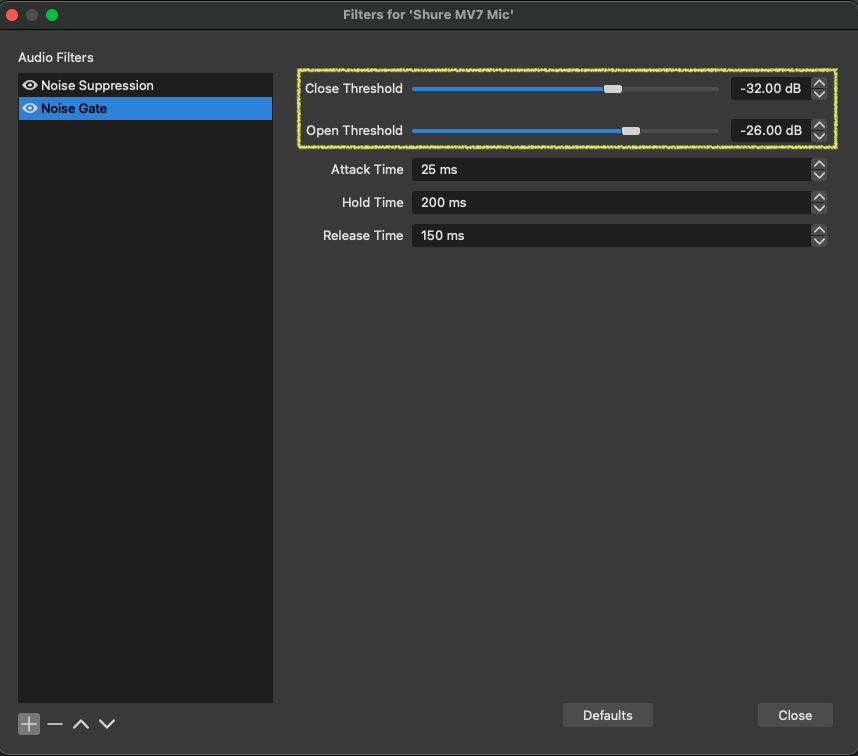 Filters for 'Shure MV7 Mic'
Audio Filters
Noise Suppression
Noise Gate
Close Threshold -32.00 dB
Open Threshold -26.00 dB
Attack Time 25 ms
Hold Time 200 ms
Release Time 150 ms
Defaults Close